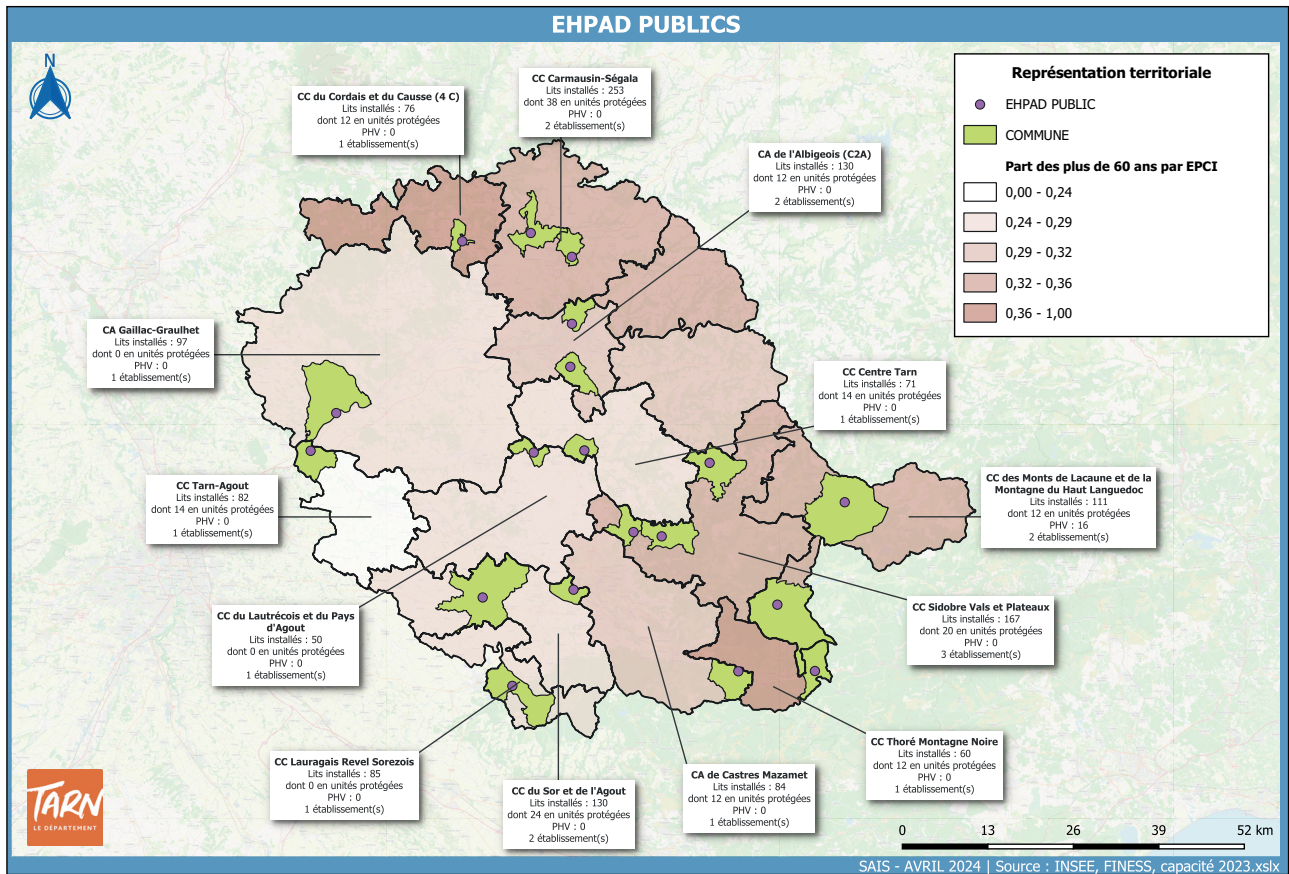 EHPAD PUBLICS
N
CC du Cordais et du Causse (4 C)
Lits installés : 76
dont 12 en unités protégées
PHV : 0
1 établissement(s)
CC Carmausin-Ségala
Lits installés : 253
dont 38 en unités protégées
PHV : 0
2 établissement(s)
CA de l'Albigeois (C2A)
Lits installés : 130
dont 12 en unités protégées
PHV : 0
2 établissement(s)
Représentation territoriale
EHPAD PUBLIC
COMMUNE
Part des plus de 60 ans par EPCI
0,00 - 0,24
0,24 - 0,29
0,29 - 0,32
0,32 - 0,36
0,36 - 1,00
CA Gaillac-Graulhet
Lits installés : 97
dont 0 en unités protégées
PHV : 0
1 établissement(s)
CC Centre Tarn
Lits installés : 71
dont 14 en unités protégées
PHV : 0
1 établissement(s)
CC Tarn-Agout
Lits installés : 82
dont 14 en unités protégées
PHV : 0
1 établissement(s)
CC des Monts de Lacaune et de la
Montagne du Haut Languedoc
Lits installés : 111
dont 12 en unités protégées
PHV : 16
2 établissement(s)
CC du Lautrécois et du Pays
d'Agout
Lits installés : 50
dont 0 en unités protégées
PHV : 0
1 établissement(s)
CC Sidobre Vals et Plateaux
Lits installés : 167
dont 20 en unités protégées
PHV : 0
3 établissement(s)
CC Lauragais Revel Sorezois
Lits installés : 85
dont 0 en unités protégées
PHV : 0
1 établissement(s)
CC du Sor et de l'Agout
Lits installés : 130
dont 24 en unités protégées
PHV : 0
2 établissement(s)
CA de Castres Mazamet
Lits installés : 84
dont 12 en unités protégées
PHV : 0
1 établissement(s)
CC Thoré Montagne Noire
Lits installés : 60
dont 12 en unités protégées
PHV : 0
1 établissement(s)
TARN
LE DÉPARTEMENT
0 13 26 39 52 km
SAIS - AVRIL 2024 | Source : INSEE, FINESS, capacité 2023.xslx